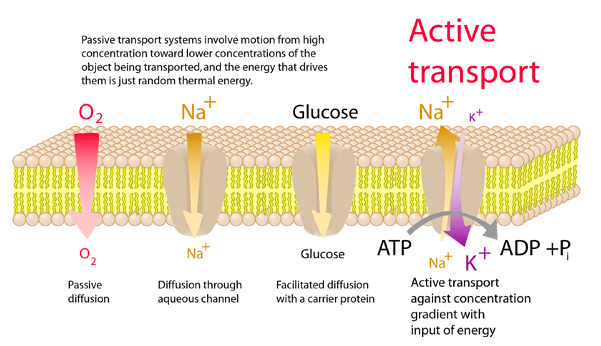 Passive transport systems involve motion from high
concentration toward lower concentrations of the
object being transported, and the energy that drives
them is just random thermal energy.
Active
transport
O2
Na+
Glucose
Na+
K+
O2
Na+
Glucose
ATP
Na+
K+
ADP +Pi
Passive
diffusion
Diffusion through
aqueous channel
Facilitated diffusion
with a carrier protein
Active transport
against concentration
gradient with
input of energy